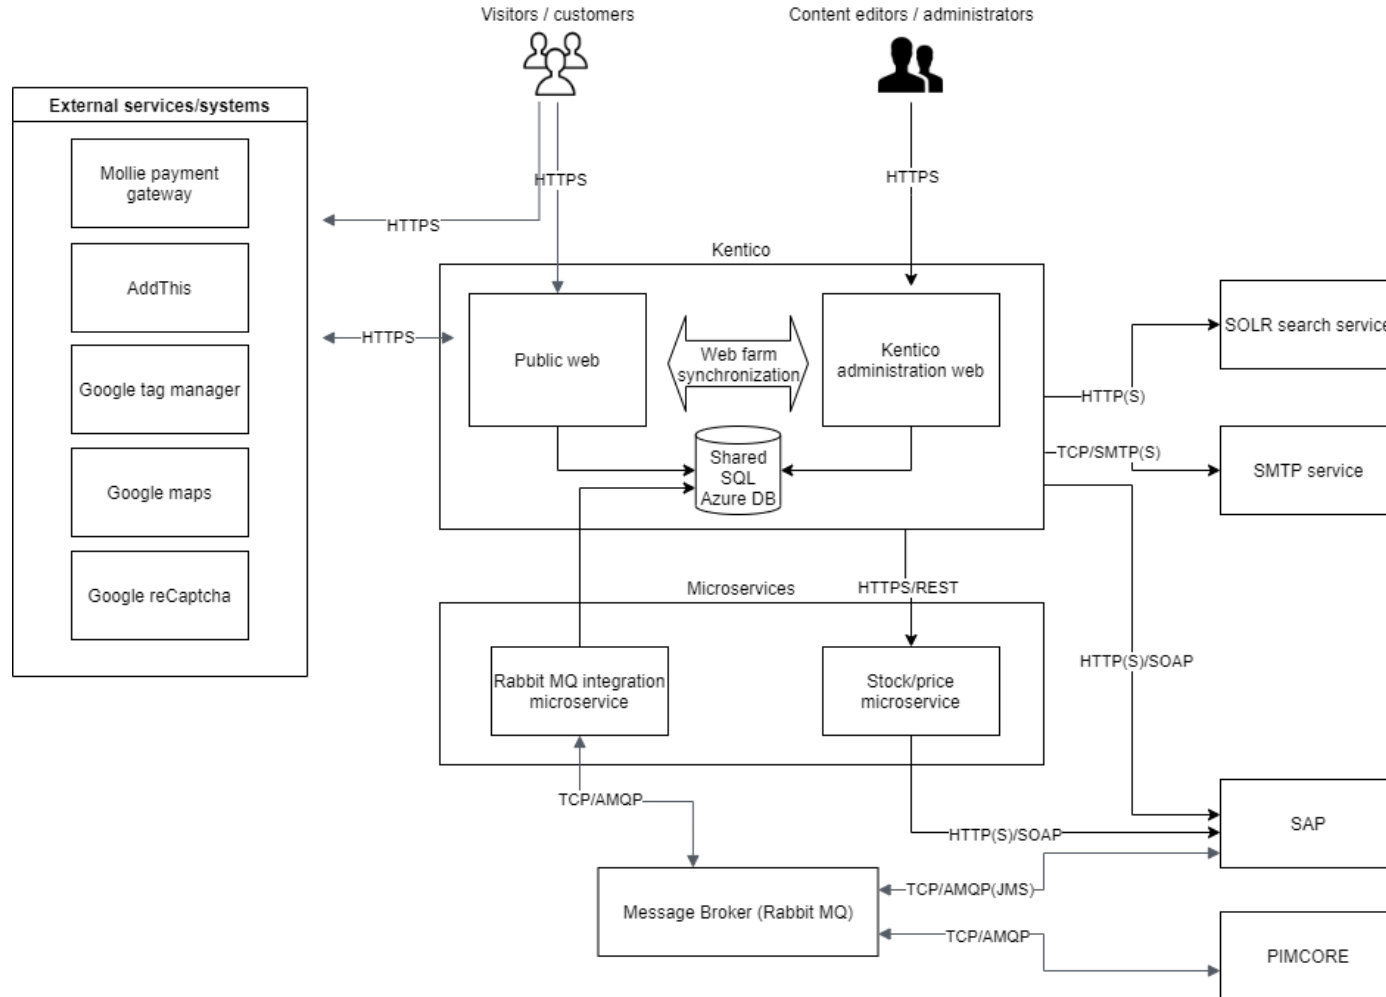 Visitors / customers
Content editors / administrators
External services/systems
Mollie payment
gateway
AddThis
Google tag manager
Google maps
Google reCaptcha
HTTPS
HTTPS
HTTPS
HTTPS
Kentico
Public web
Web farm
synchronization
Kentico
administration web
Shared
SQL
Azure DB
SOLR search service
HTTP(S)
TCP/SMTP(S)
SMTP service
Microservices
HTTPS/REST
Rabbit MQ integration
microservice
Stock/price
microservice
HTTP(S)/SOAP
TCP/AMQP
HTTP(S)/SOAP
SAP
Message Broker (Rabbit MQ)
TCP/AMQP(JMS)
TCP/AMQP
PIMCORE